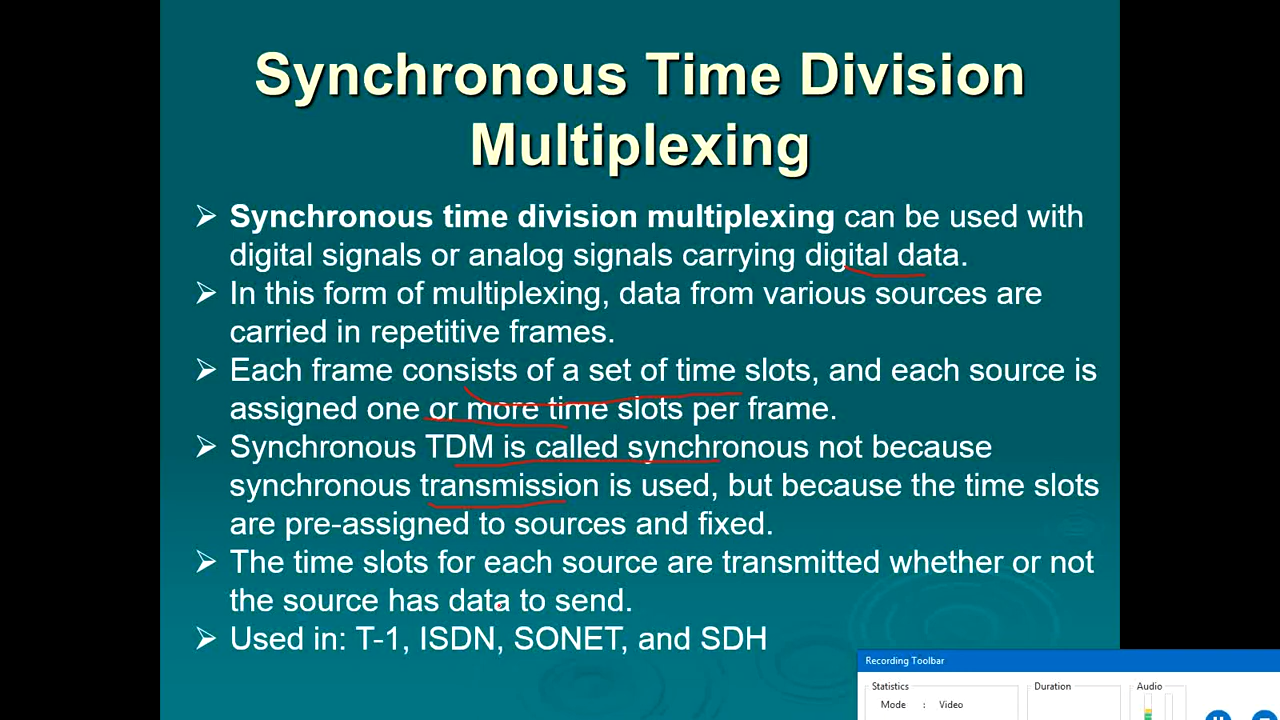 Synchronous Time Division
Multiplexing
➢ Synchronous time division multiplexing can be used with
digital signals or analog signals carrying digital data.
➢ In this form of multiplexing, data from various sources are
carried in repetitive frames.
➢ Each frame consists of a set of time slots, and each source is
assigned one or more time slots per frame.
➢ Synchronous TDM is called synchronous not because
synchronous transmission is used, but because the time slots
are pre-assigned to sources and fixed.
➢ The time slots for each source are transmitted whether or not
the source has data to send.
➢ Used in: T-1, ISDN, SONET, and SDH
Recording Toolbar
Statistics Duration Audio
Mode : Video